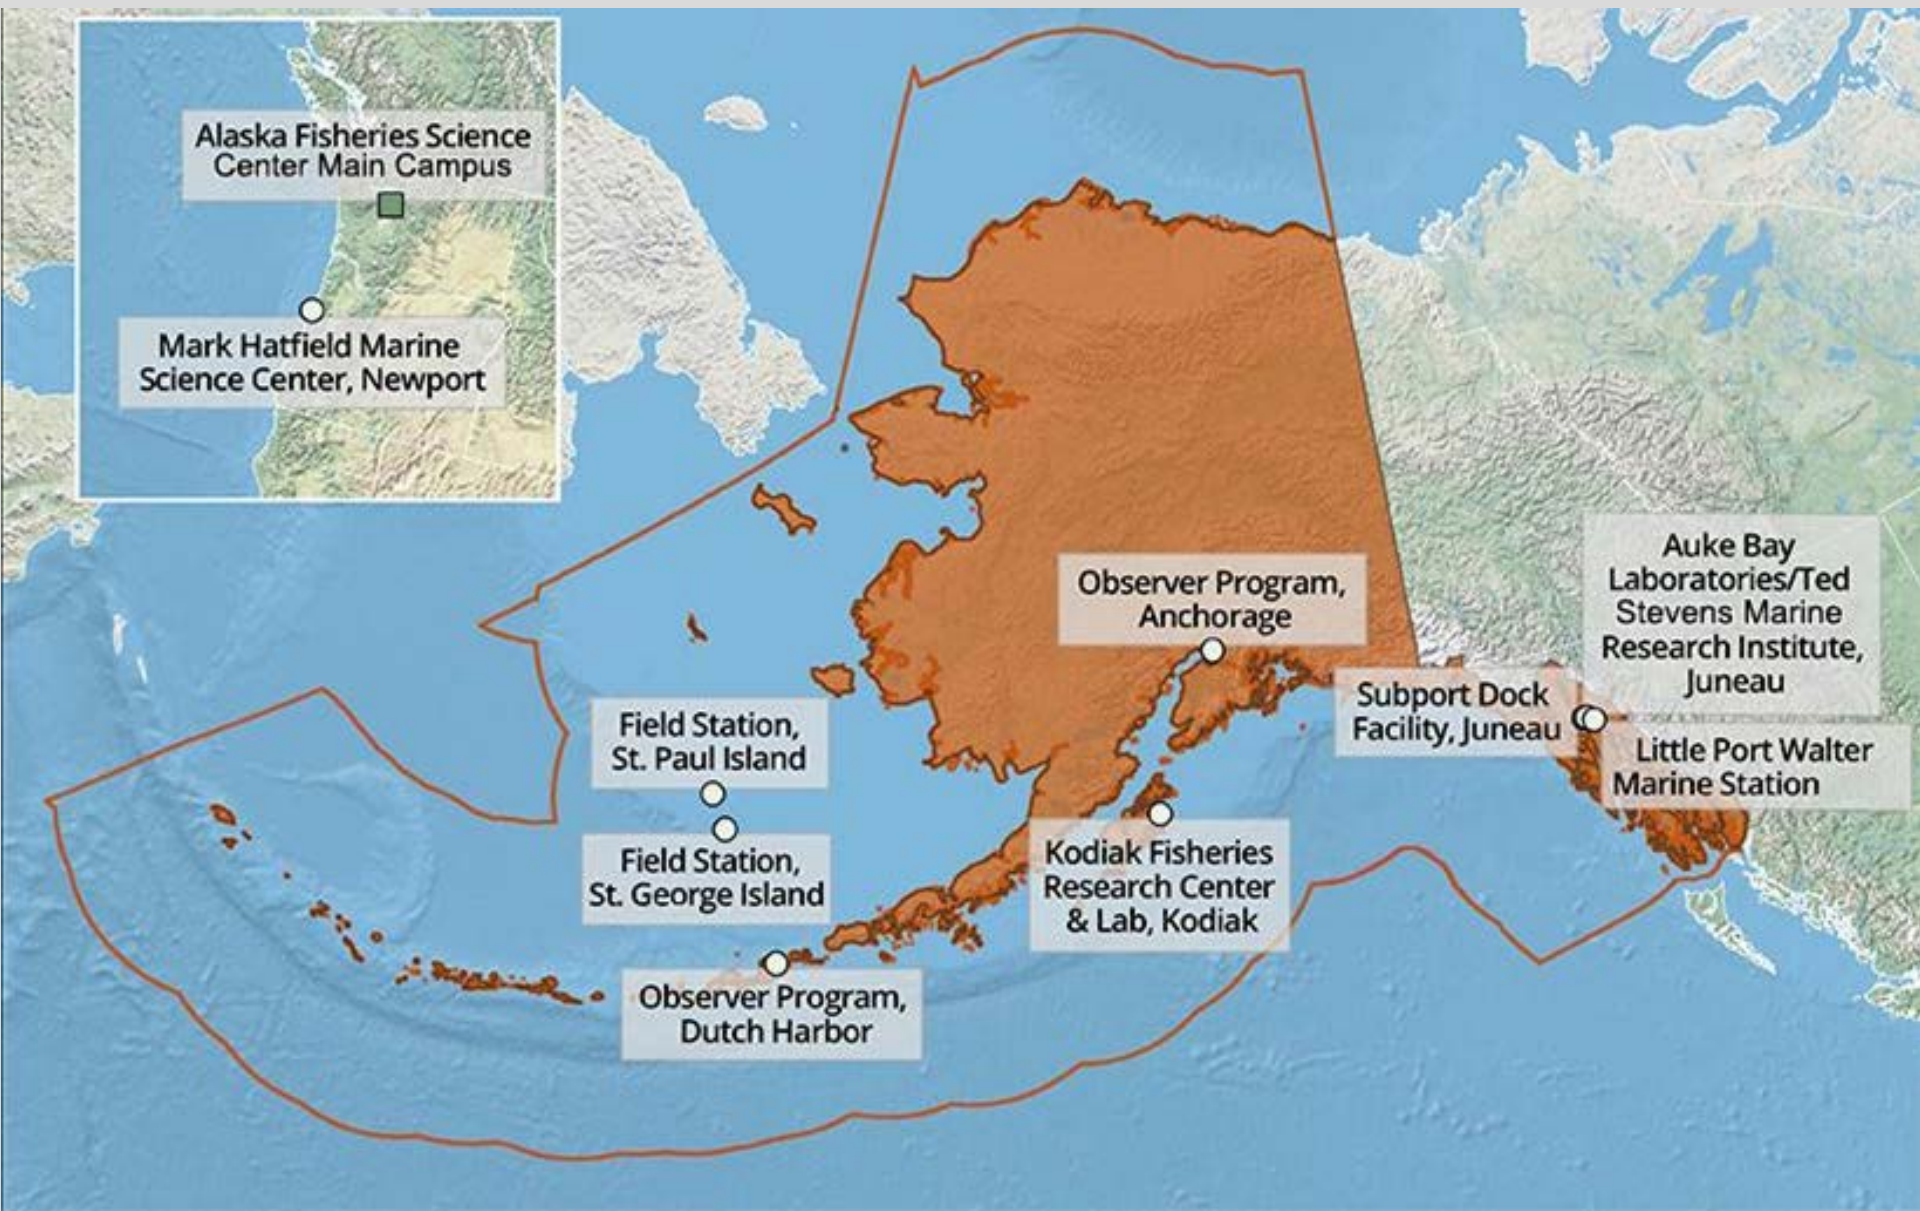 Alaska Fisheries Science
Center Main Campus
Mark Hatfield Marine
Science Center, Newport
Observer Program,
Anchorage
Auke Bay
Laboratories/Ted
Stevens Marine
Research Institute,
Juneau
Subport Dock
Facility, Juneau
Little Port Walter
Marine Station
Field Station,
St. Paul Island
Field Station,
St. George Island
Kodiak Fisheries
Research Center
& Lab, Kodiak
Observer Program,
Dutch Harbor